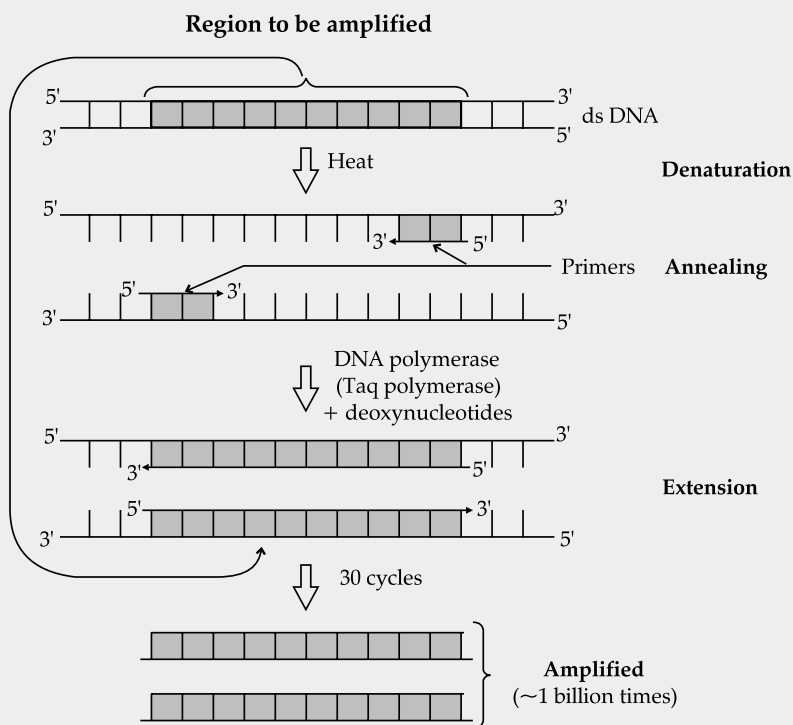 Region to be amplified
5'
3'
ds DNA
3'
5'
Heat
Denaturation
5'
3'
3'
5'
Primers
Annealing
5'
3'
3'
5'
DNA polymerase
(Taq polymerase)
+ deoxynucleotides
5'
3'
3'
5'
Extension
5'
3'
3'
5'
30 cycles
Amplified
(~1 billion times)